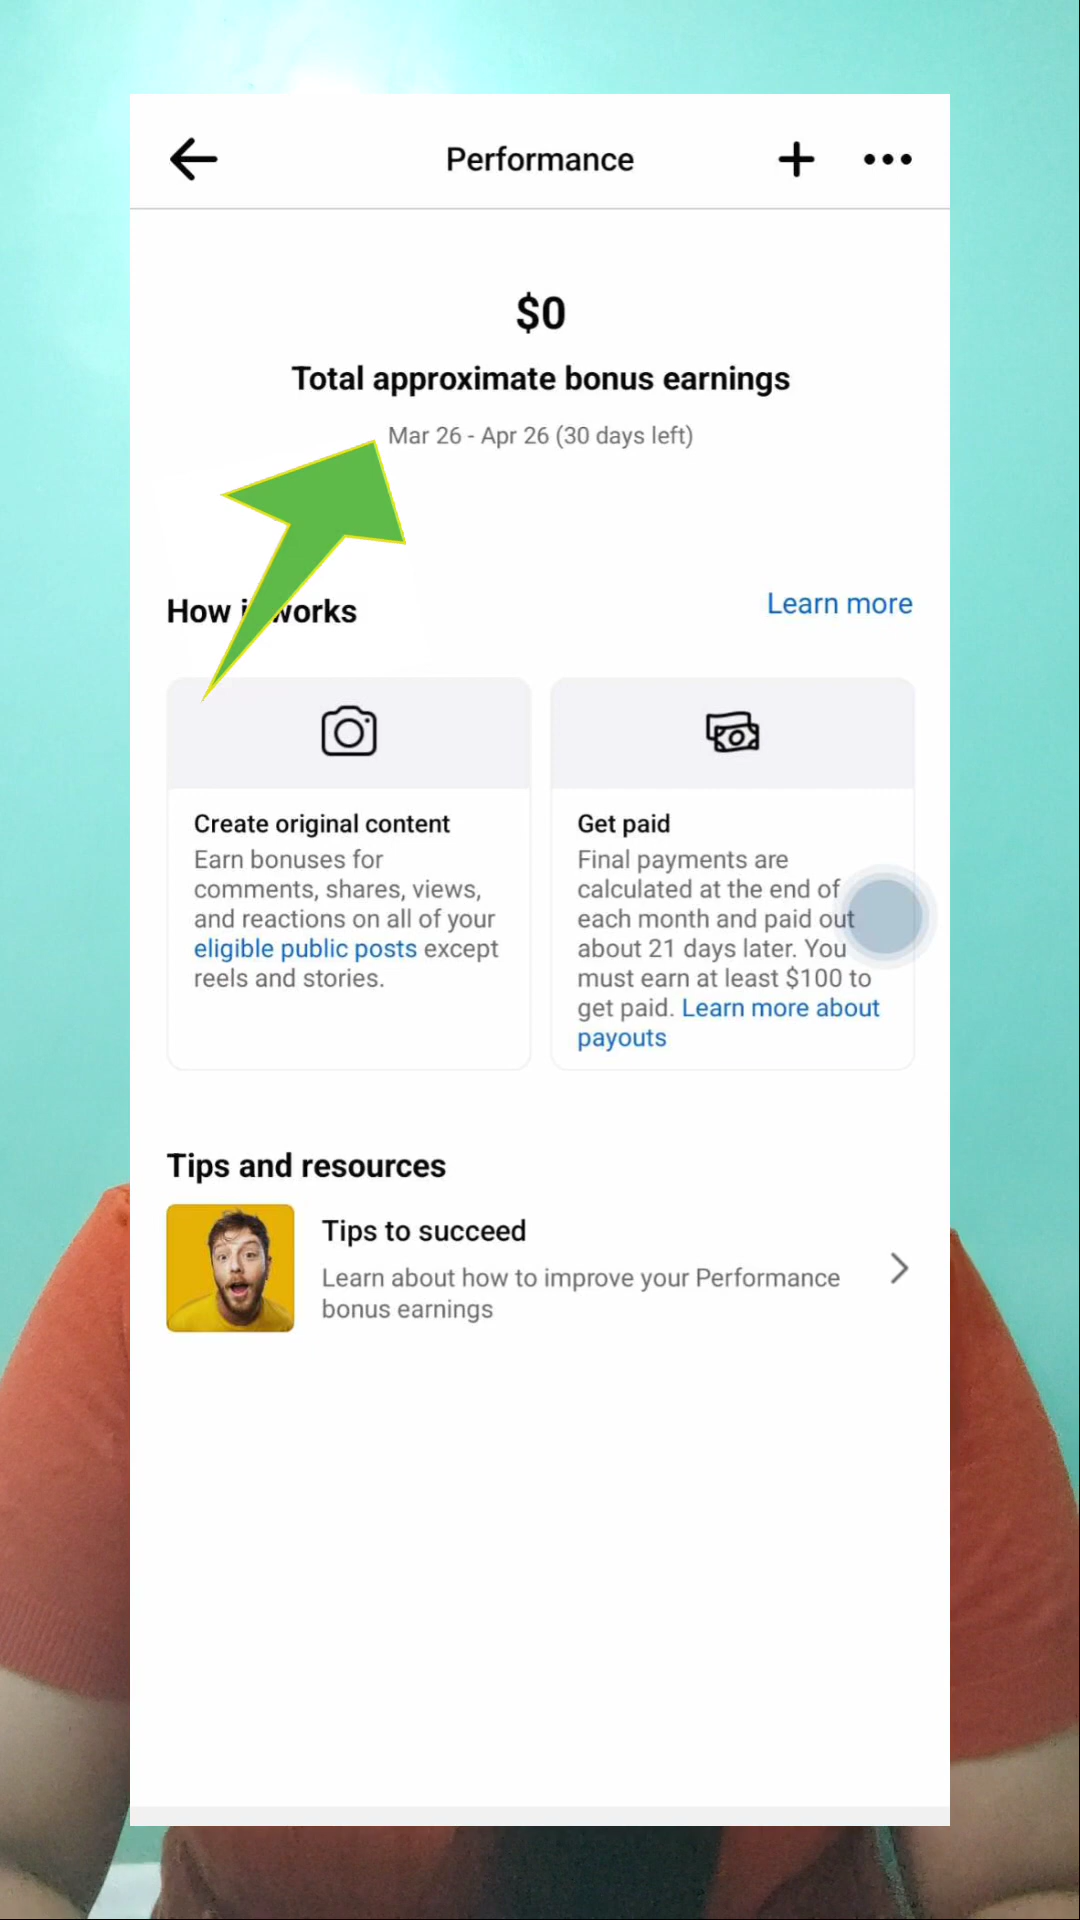 Performance
$0
Total approximate bonus earnings
Mar 26 - Apr 26 (30 days left)
How works
Learn more
Create original content
Earn bonuses for
comments, shares, views,
and reactions on all of your
eligible public posts except
reels and stories.
Get paid
Final payments are
calculated at the end of
each month and paid out
about 21 days later. You
must earn at least $100 to
get paid. Learn more about
payouts
Tips and resources
Tips to succeed
Learn about how to improve your Performance
bonus earnings